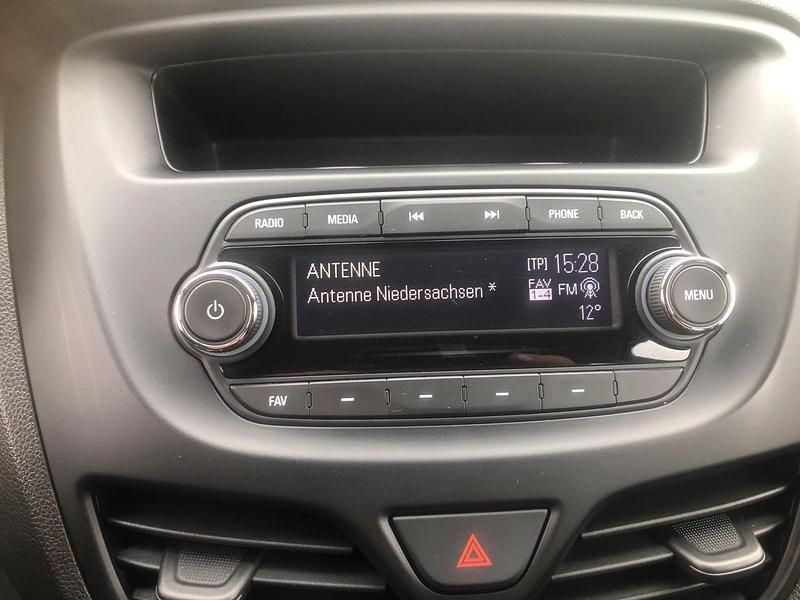 RADIO MEDIA PHONE BACK
ANTENNE [TP] 15:28
Antenne Niedersachsen * FAV 1-4 FM
12°
MENU
FAV